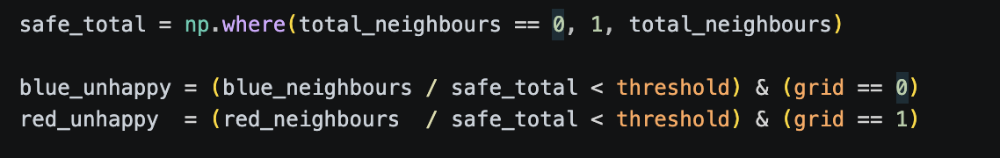 safe_total = np.where(total_neighbours == 0, 1, total_neighbours)
blue_unhappy = (blue_neighbours / safe_total < threshold) & (grid == 0)
red_unhappy  = (red_neighbours  / safe_total < threshold) & (grid == 1)